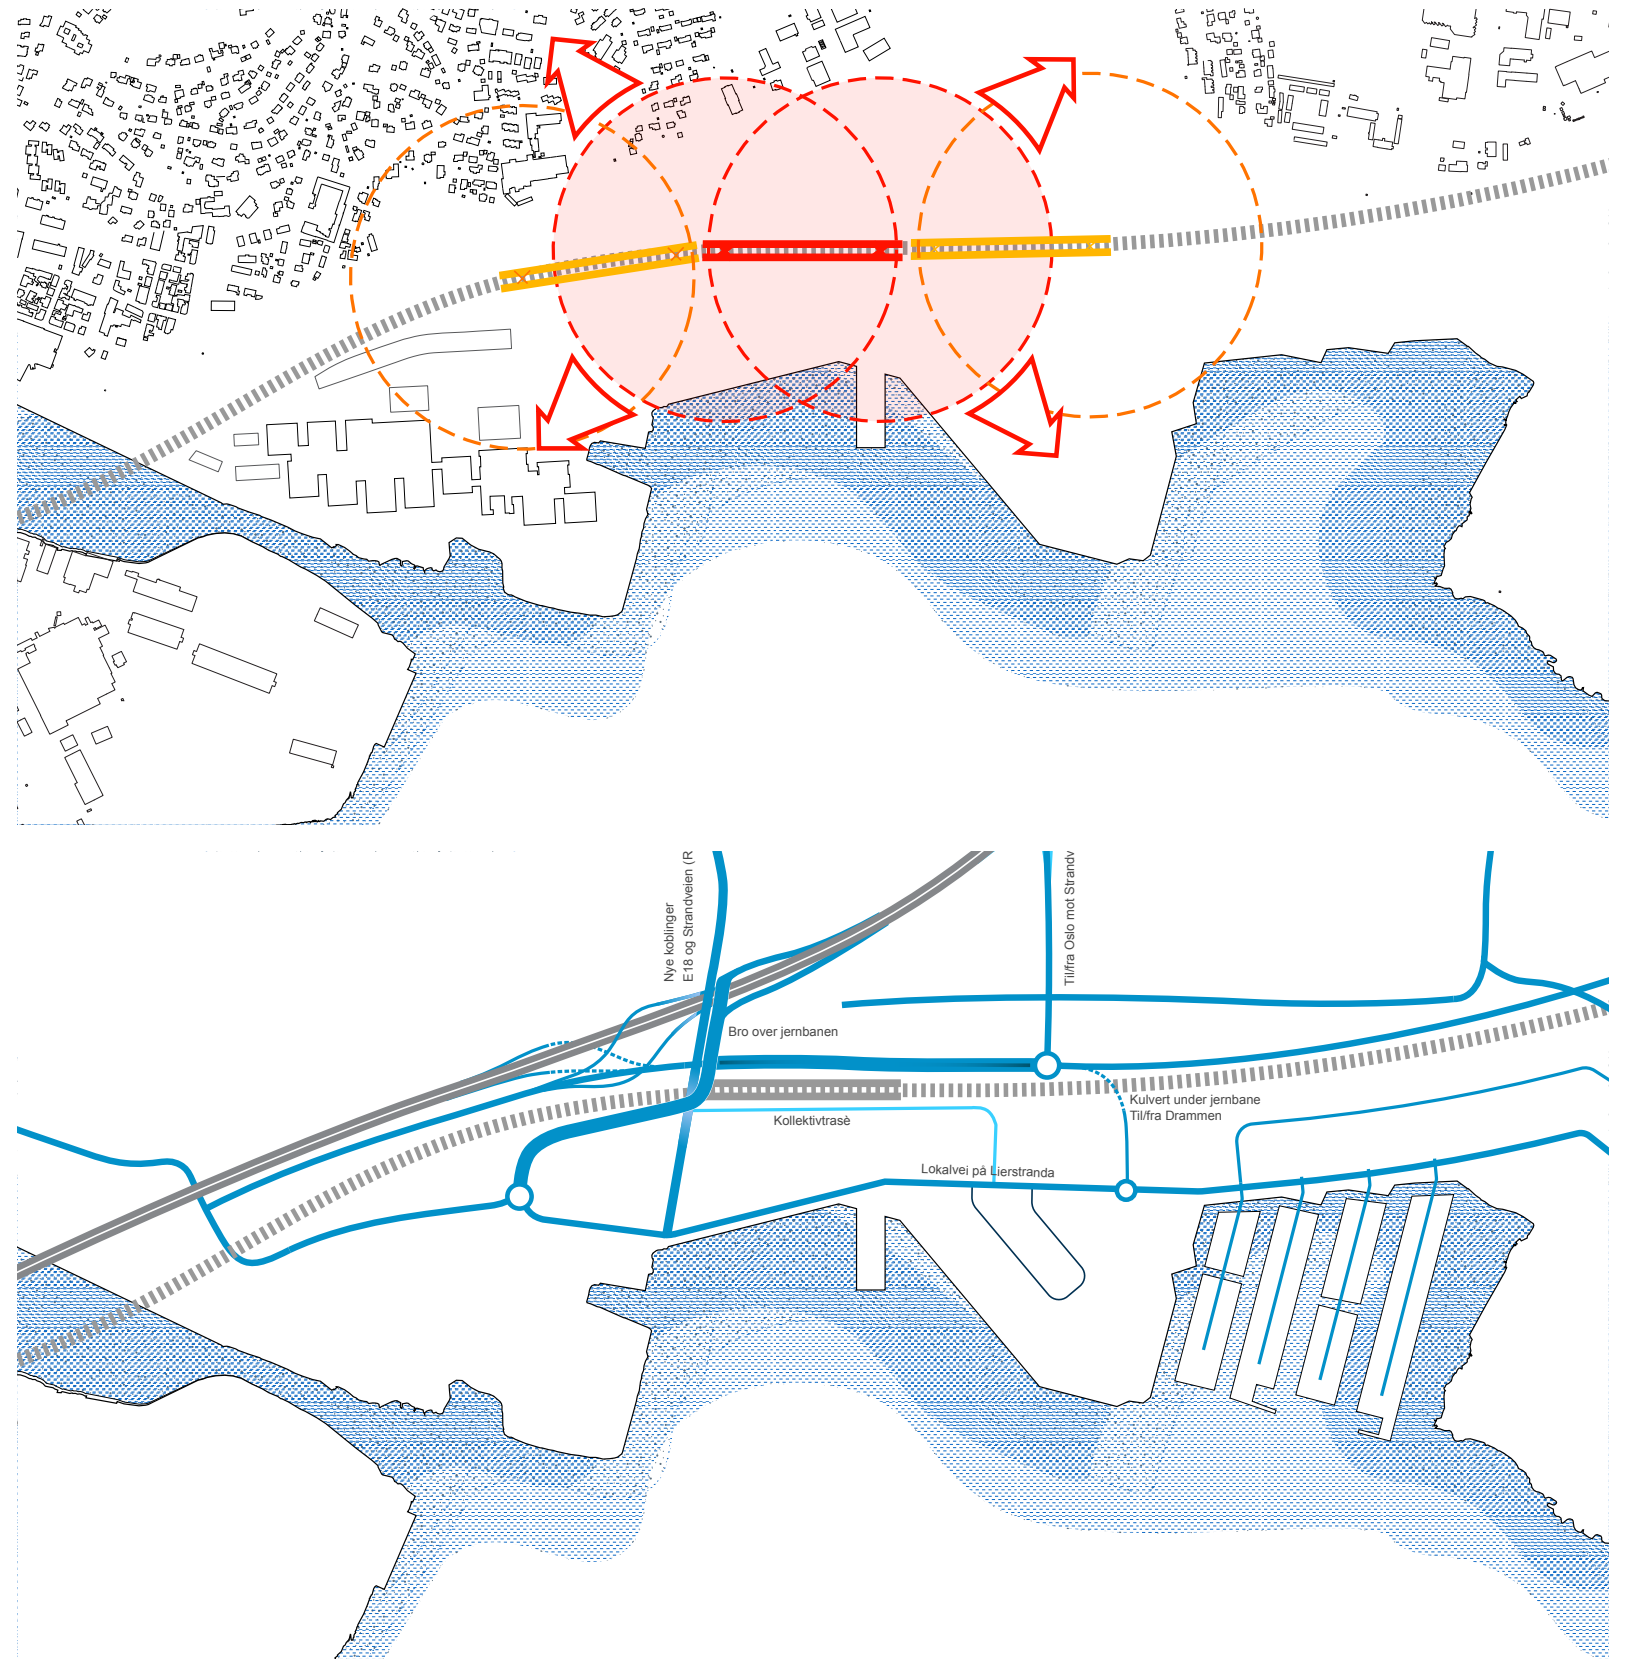 Nye koblinger
E18 og Strandveien (R
Til/fra Oslo mot Strandv
Bro over jernbanen
Kulvert under jernbane
Til/fra Drammen
Kollektivtrasè
Lokalvei på Lierstranda